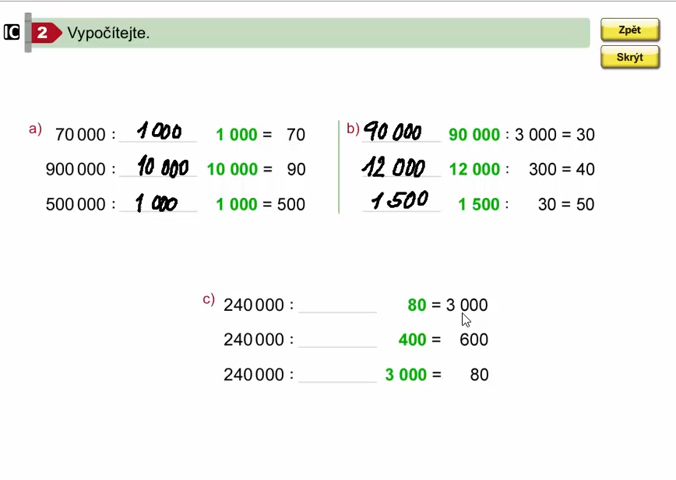 IC 2 Vypočítejte.
Zpět
Skrýt
a) 70 000 : 1 000 1 000 = 70
900 000 : 10 000 10 000 = 90
500 000 : 1 000 1 000 = 500
b) 90 000 90 000 : 3 000 = 30
12 000 12 000 : 300 = 40
1 500 1 500 : 30 = 50
c) 240 000 : 80 = 3 000
240 000 : 400 = 600
240 000 : 3 000 = 80